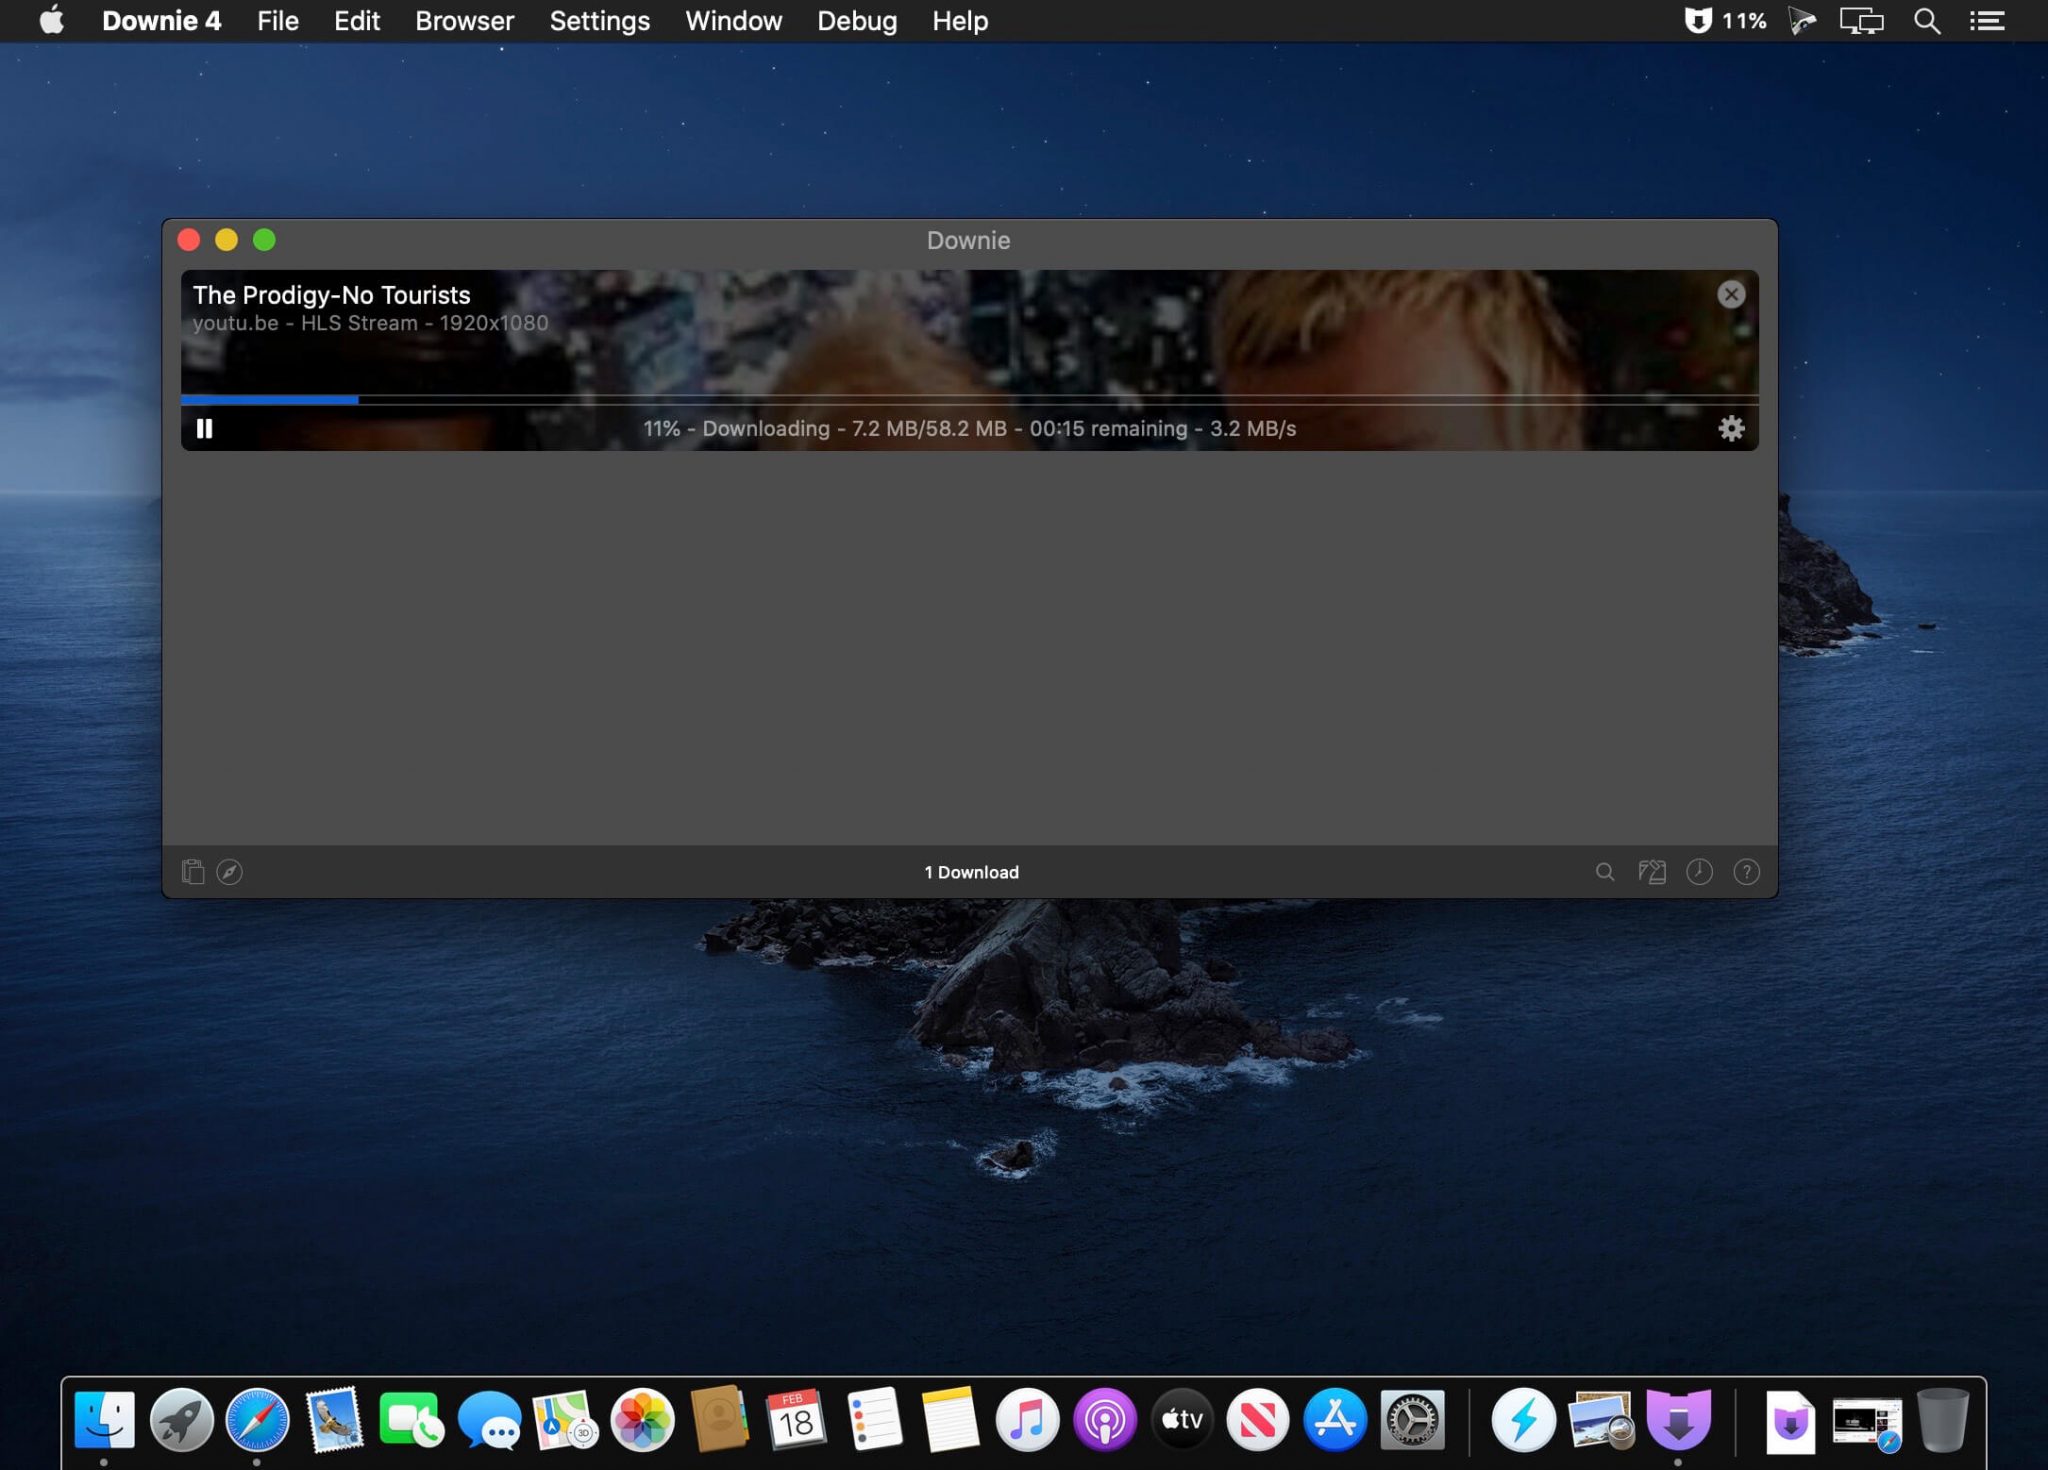 Downie 4 File Edit Browser Settings Window Debug Help 11%
Downie
The Prodigy-No Tourists
youtu.be - HLS Stream - 1920x1080
11% - Downloading - 7.2 MB/58.2 MB - 00:15 remaining - 3.2 MB/s
1 Download
?
FEB
18
3D
tv